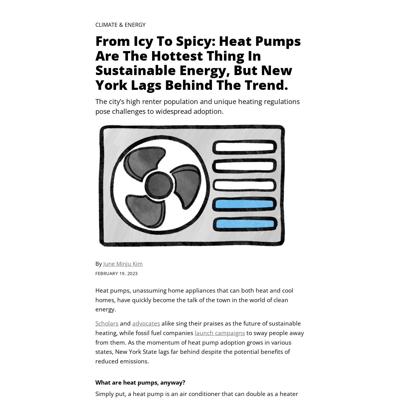 CLIMATE & ENERGY
From Icy To Spicy: Heat Pumps
Are The Hottest Thing In
Sustainable Energy, But New
York Lags Behind The Trend.
The city's high renter population and unique heating regulations
pose challenges to widespread adoption.
By June Minju Kim
FEBRUARY 19, 2023
Heat pumps, unassuming home appliances that can both heat and cool
homes, have quickly become the talk of the town in the world of clean
energy.
Scholars and advocates alike sing their praises as the future of sustainable
heating, while fossil fuel companies launch campaigns to sway people away
from them. As the momentum of heat pump adoption grows in various
states, New York State lags far behind despite the potential benefits of
reduced emissions.
What are heat pumps, anyway?
Simply put, a heat pump is an air conditioner that can double as a heater